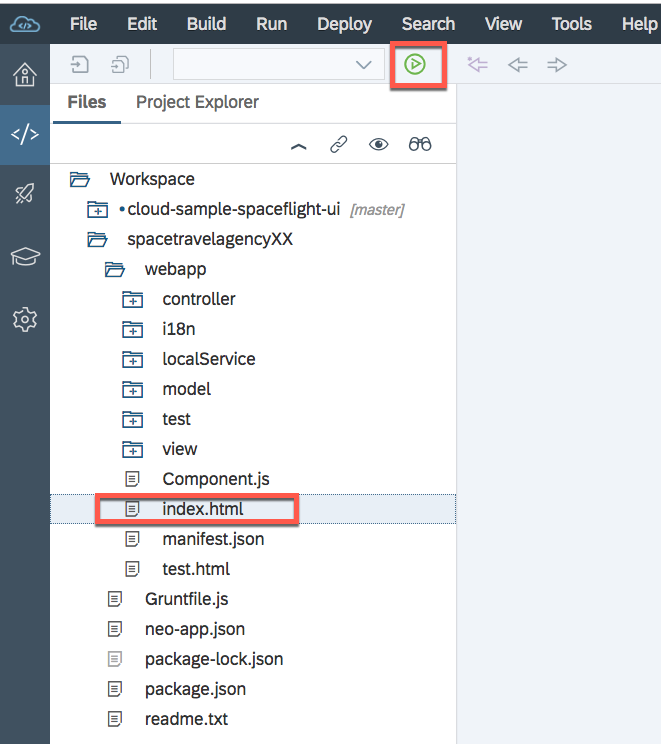 File Edit Build Run Deploy Search View Tools Help
Files Project Explorer
Workspace
cloud-sample-spaceflight-ui [master]
spacetravelagencyXX
webapp
controller
i18n
localService
model
test
view
Component.js
index.html
manifest.json
test.html
Gruntfile.js
neo-app.json
package-lock.json
package.json
readme.txt